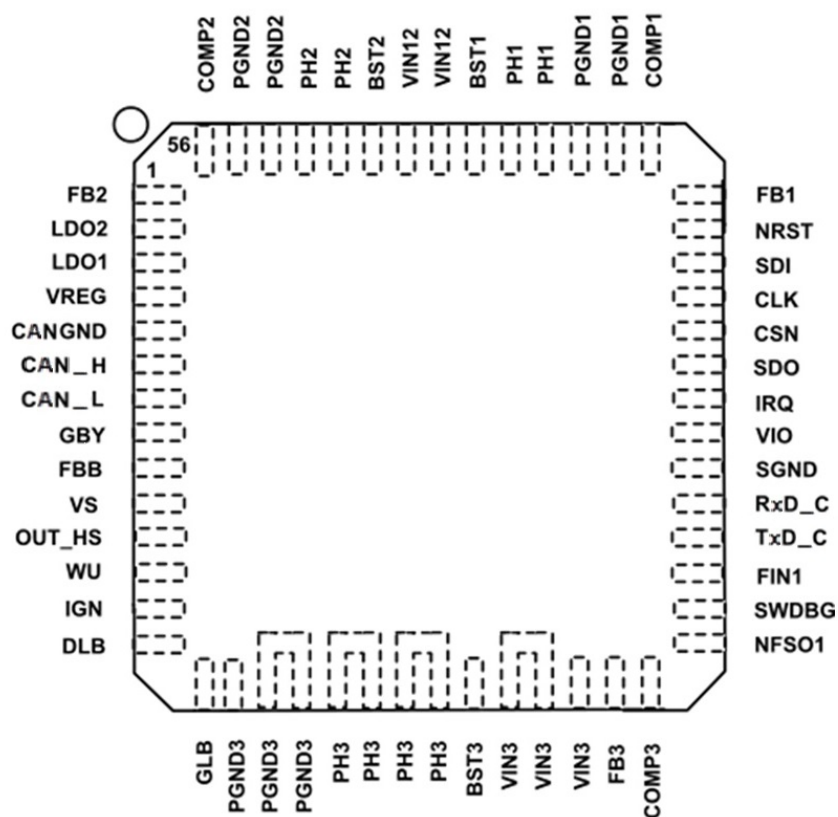 COMP2
PGND2
PGND2
PH2
PH2
BST2
VIN12
VIN12
BST1
PH1
PH1
PGND1
PGND1
COMP1
56
1
FB2
LDO2
LDO1
VREG
CANGND
CAN_H
CAN_L
GBY
FBB
VS
OUT_HS
WU
IGN
DLB
FB1
NRST
SDI
CLK
CSN
SDO
IRQ
VIO
SGND
RxD_C
TxD_C
FIN1
SWDBG
NFSO1
GLB
PGND3
PGND3
PGND3
PH3
PH3
PH3
PH3
BST3
VIN3
VIN3
VIN3
FB3
COMP3